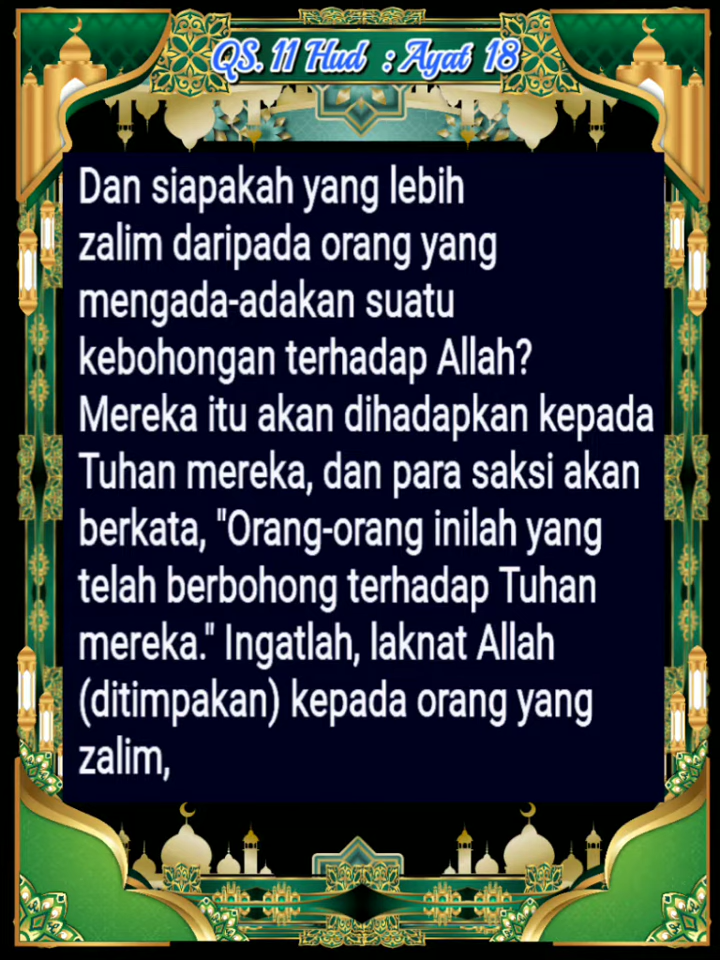 QS. 11 Hud : Ayat 18
Dan siapakah yang lebih
zalim daripada orang yang
mengada-adakan suatu
kebohongan terhadap Allah?
Mereka itu akan dihadapkan kepada
Tuhan mereka, dan para saksi akan
berkata, "Orang-orang inilah yang
telah berbohong terhadap Tuhan
mereka." Ingatlah, laknat Allah
(ditimpakan) kepada orang yang
zalim,